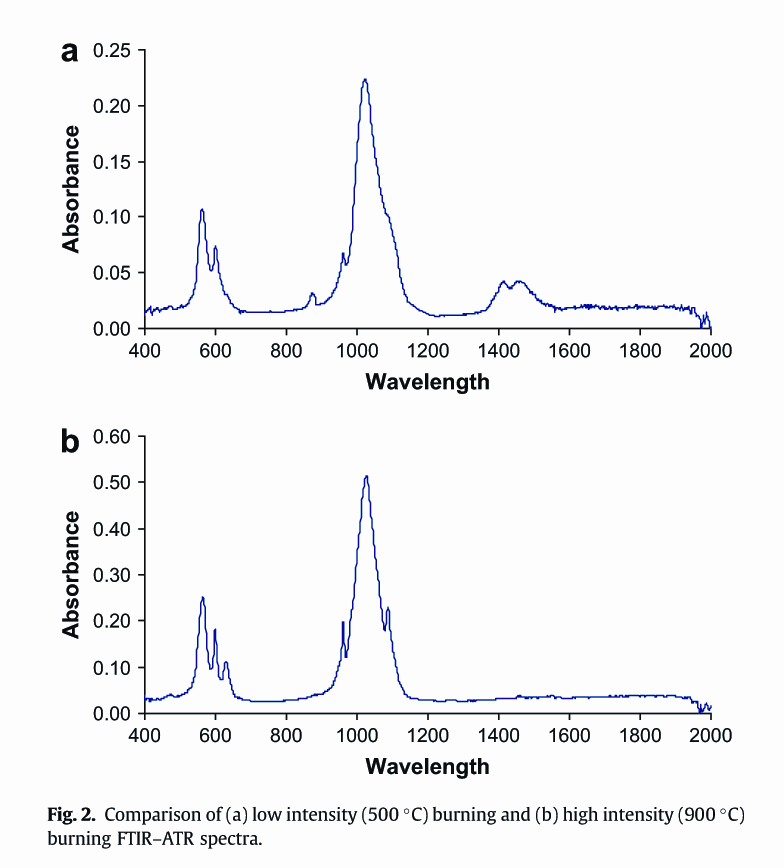 a
0.25
0.20
0.15
0.10
0.05
0.00
Absorbance
400 600 800 1000 1200 1400 1600 1800 2000
Wavelength
b
0.60
0.50
0.40
0.30
0.20
0.10
0.00
Absorbance
400 600 800 1000 1200 1400 1600 1800 2000
Wavelength
Fig. 2. Comparison of (a) low intensity (500 °C) burning and (b) high intensity (900 °C)
burning FTIR–ATR spectra.